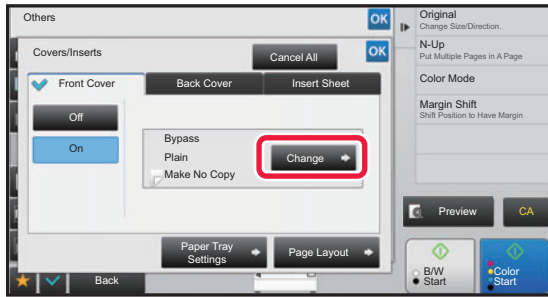 Others
OK
Covers/Inserts
Cancel All
OK
Front Cover
Back Cover
Insert Sheet
Off
On
Bypass
Plain
Make No Copy
Change
Paper Tray
Settings
Page Layout
Back
Original
Change Size/Direction.
N-Up
Put Multiple Pages in A Page
Color Mode
Margin Shift
Shift Position to Have Margin
Preview
CA
B/W
Start
Color
Start